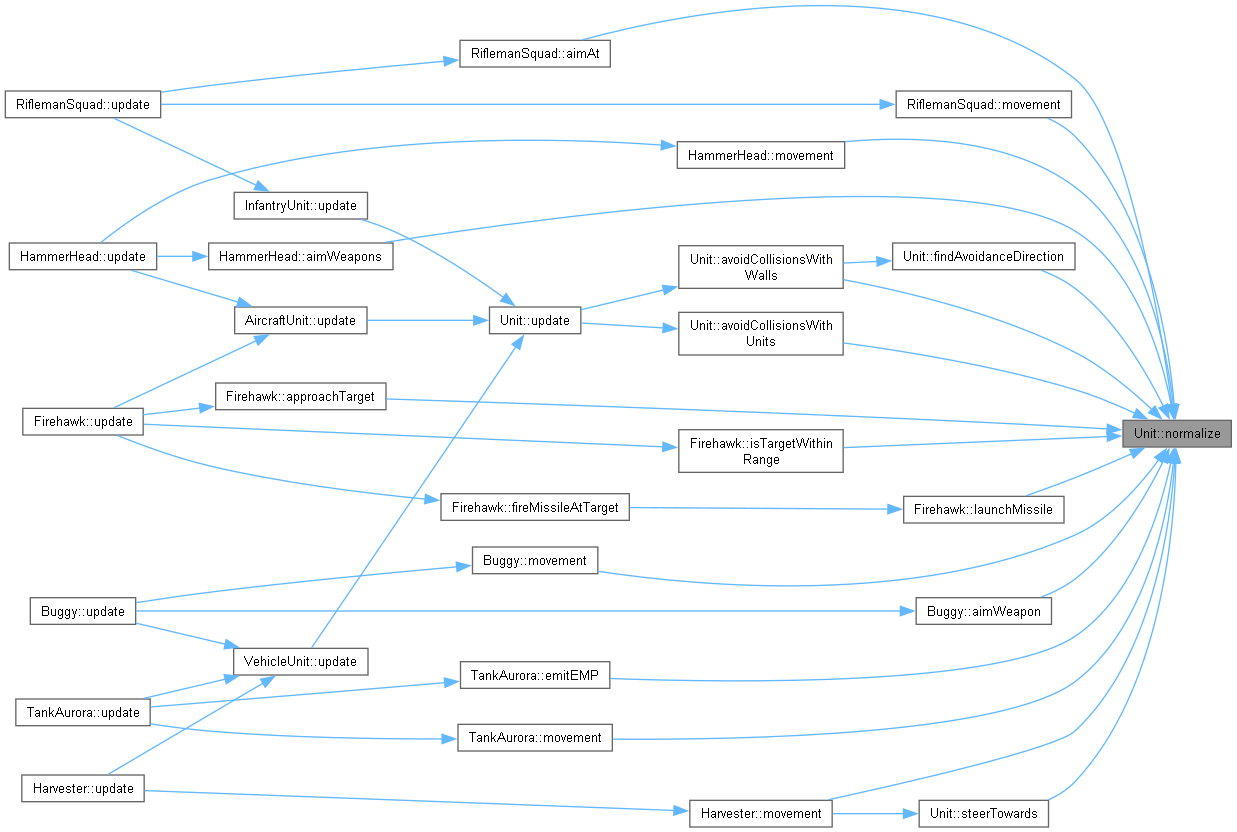 RiflemanSquad::aimAt
RiflemanSquad::update
RiflemanSquad::movement
HammerHead::movement
InfantryUnit::update
HammerHead::update
HammerHead::aimWeapons
Unit::avoidCollisionsWith
Walls
Unit::findAvoidanceDirection
AircraftUnit::update
Unit::update
Unit::avoidCollisionsWith
Units
Firehawk::approachTarget
Firehawk::update
Firehawk::isTargetWithin
Range
Unit::normalize
Firehawk::fireMissileAtTarget
Firehawk::launchMissile
Buggy::movement
Buggy::update
Buggy::aimWeapon
VehicleUnit::update
TankAurora::emitEMP
TankAurora::update
TankAurora::movement
Harvester::update
Harvester::movement
Unit::steerTowards